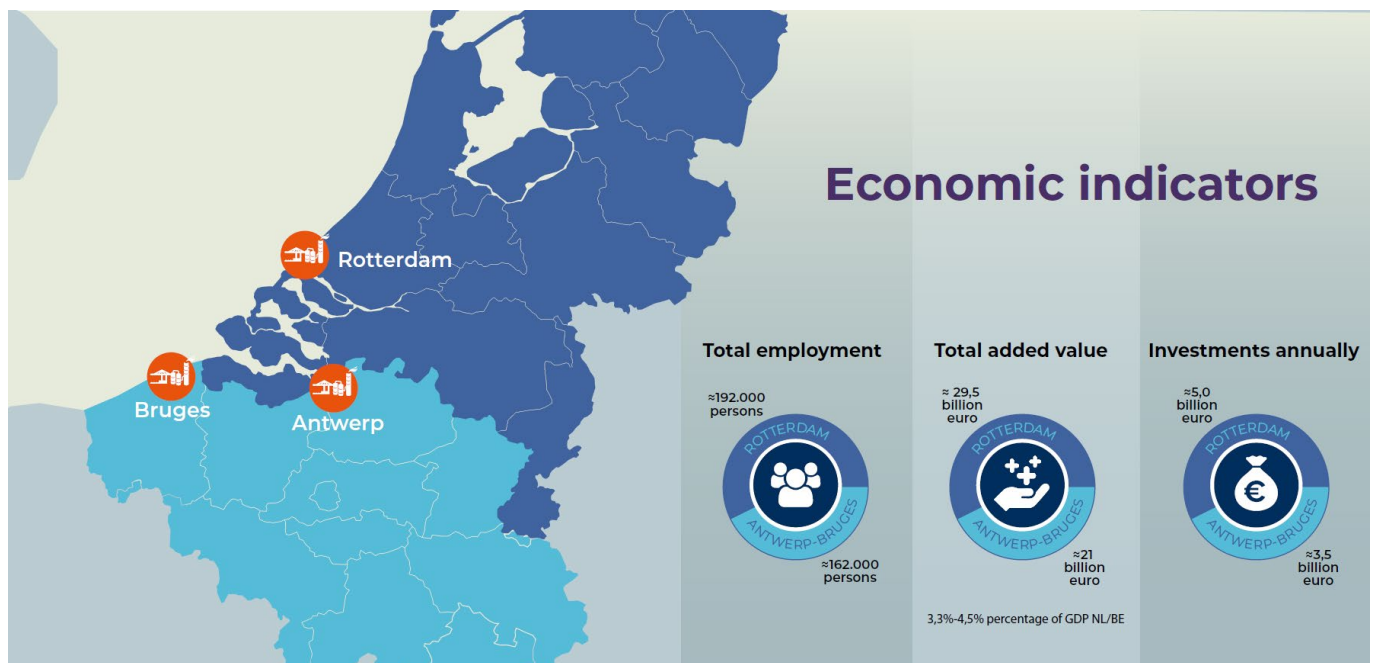 Economic indicators
Rotterdam
Bruges
Antwerp
Total employment
≈192.000
persons
ROTTERDAM
ANTWERP-BRUGES
≈162.000
persons
Total added value
≈ 29,5
billion
euro
ROTTERDAM
ANTWERP-BRUGES
≈21
billion
euro
3,3%-4,5% percentage of GDP NL/BE
Investments annually
≈5,0
billion
euro
ROTTERDAM
€
ANTWERP-BRUGES
≈3,5
billion
euro